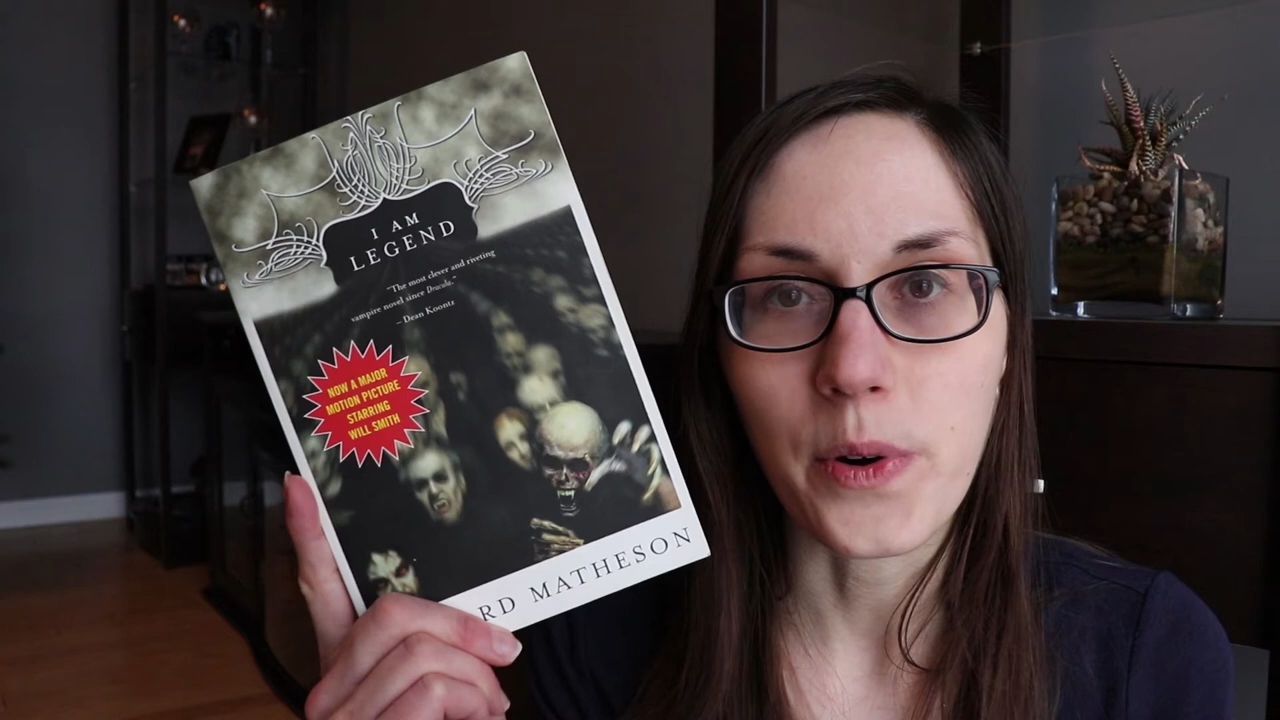 I AM
LEGEND
"The most clever and riveting
vampire novel since Dracula."
—Dean Koontz
NOW A MAJOR
MOTION PICTURE
STARRING
WILL SMITH
RD MATHESON